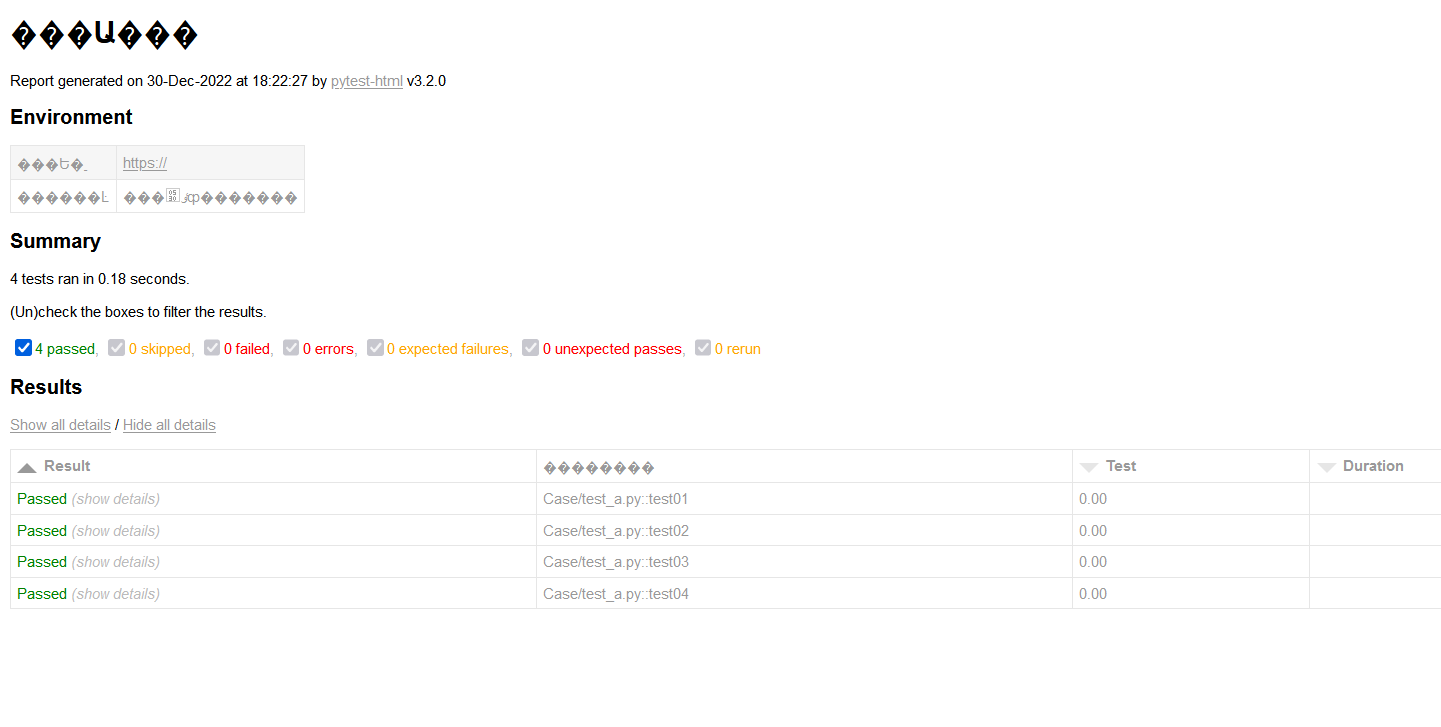 ���Ա���
Report generated on 30-Dec-2022 at 18:22:27 by pytest-html v3.2.0
Environment
https://
Summary
4 tests ran in 0.18 seconds.
(Un)check the boxes to filter the results.
4 passed, 0 skipped, 0 failed, 0 errors, 0 expected failures, 0 unexpected passes, 0 rerun
Results
Show all details / Hide all details
Result �������� Test Duration
Passed (show details) Case/test_a.py::test01 0.00
Passed (show details) Case/test_a.py::test02 0.00
Passed (show details) Case/test_a.py::test03 0.00
Passed (show details) Case/test_a.py::test04 0.00